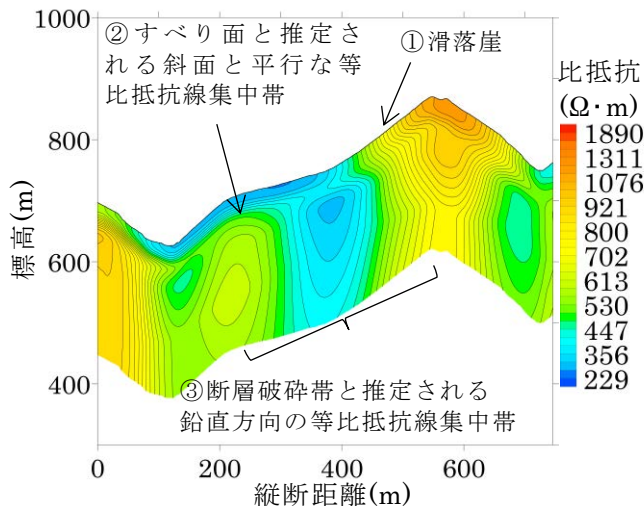 1000
②すべり面と推定さ
れる斜面と平行な等
比抵抗線集中帯
①滑落崖
比抵抗
(Ω·m)
1890
1311
1076
921
800
702
613
530
447
356
229
800
600
400
標高(m)
③断層破砕帯と推定される
鉛直方向の等比抵抗線集中帯
0
200
400
600
縦断距離(m)